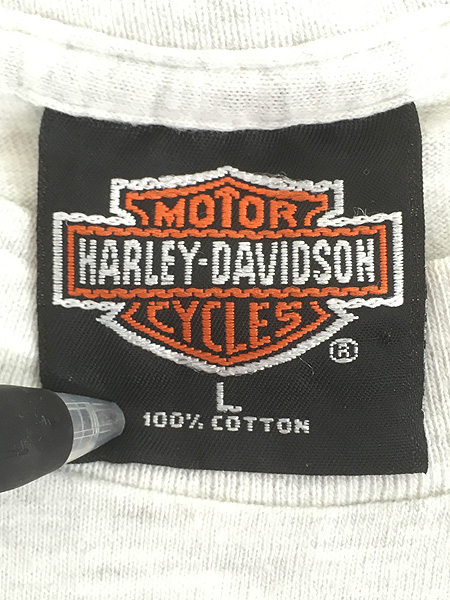 MOTOR
HARLEY-DAVIDSON
CYCLES
®
L
100% COTTON